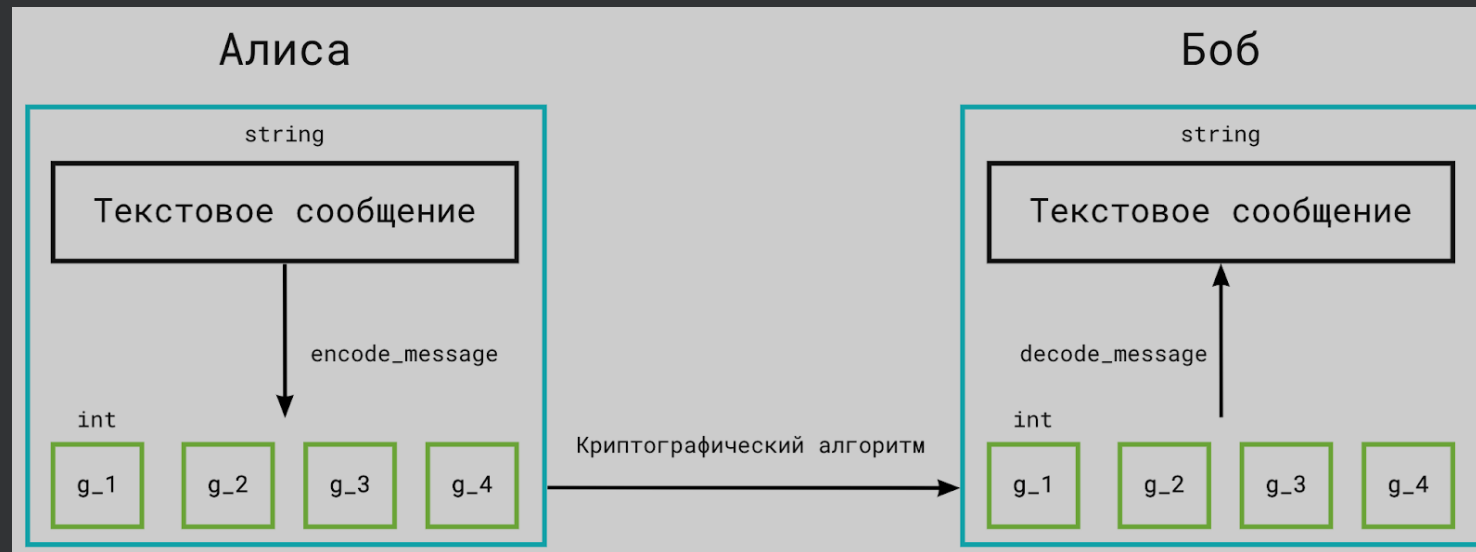 Алиса
Боб
string
Текстовое сообщение
encode_message
int
g_1 g_2 g_3 g_4
Криптографический алгоритм
string
Текстовое сообщение
decode_message
int
g_1 g_2 g_3 g_4